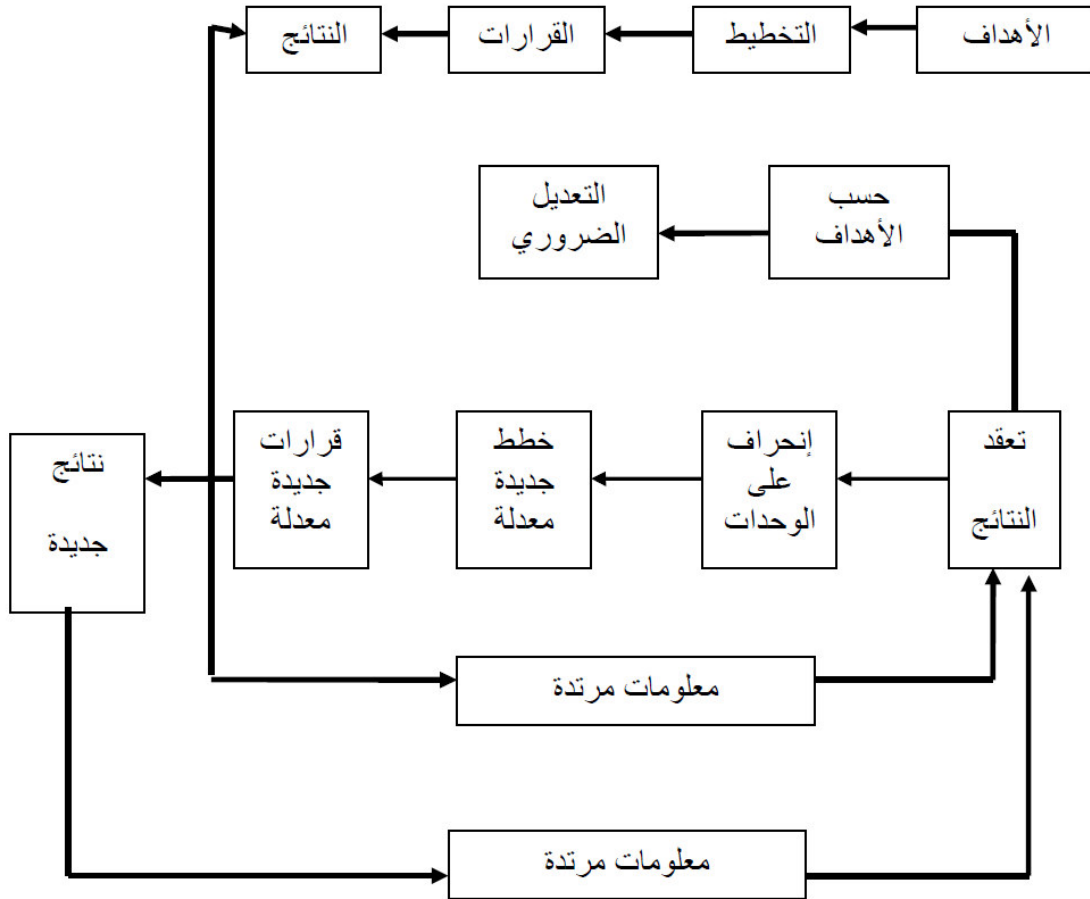 الأهداف
التخطيط
القرارات
النتائج
حسب
الأهداف
التعديل
الضروري
تعقد
النتائج
إنحراف
على
الوحدات
خطط
جديدة
معدلة
قرارات
جديدة
معدلة
نتائج
جديدة
معلومات مرتدة
معلومات مرتدة